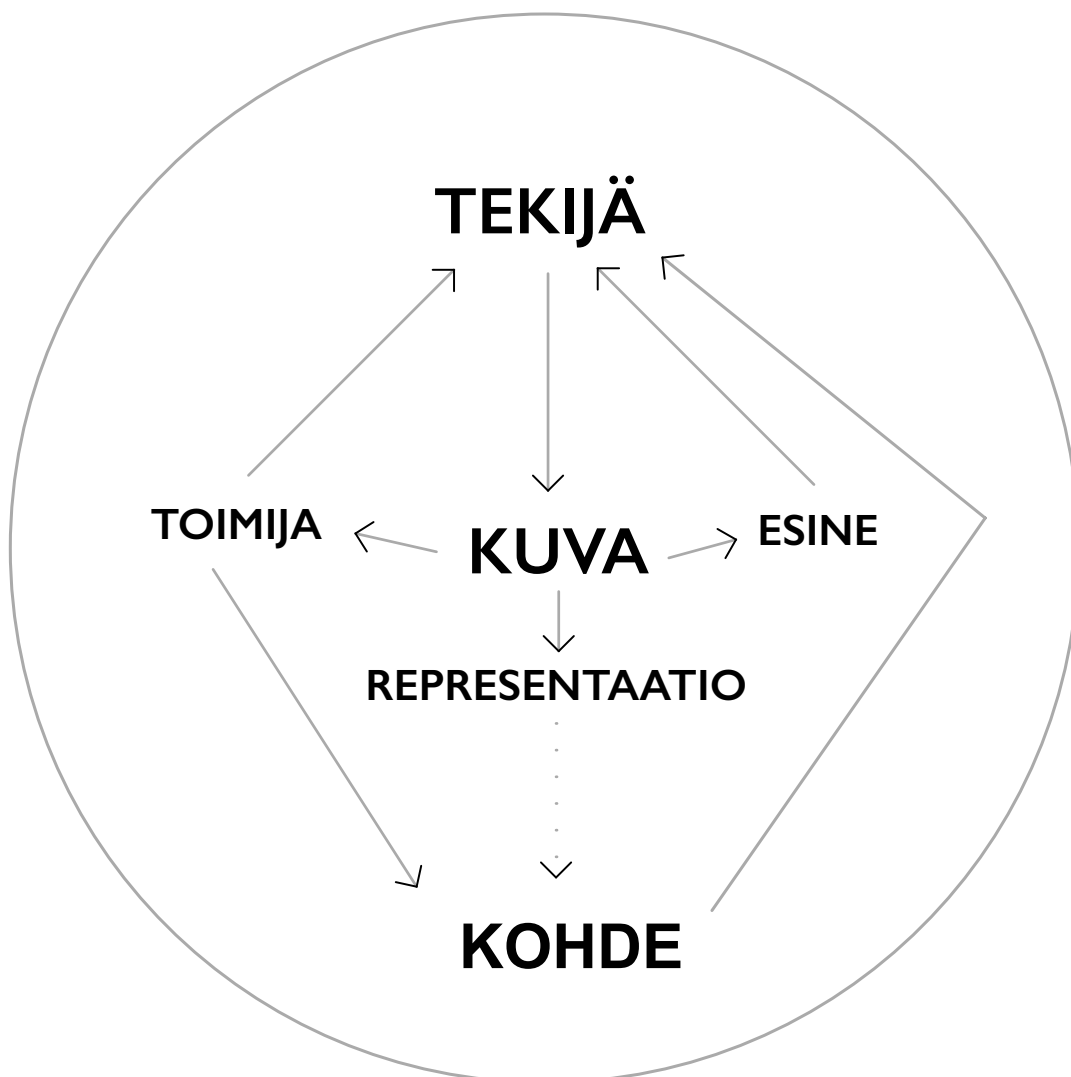 TEKIJÄ
TOIMIJA
KUVA
ESINE
REPRESENTAATIO
KOHDE